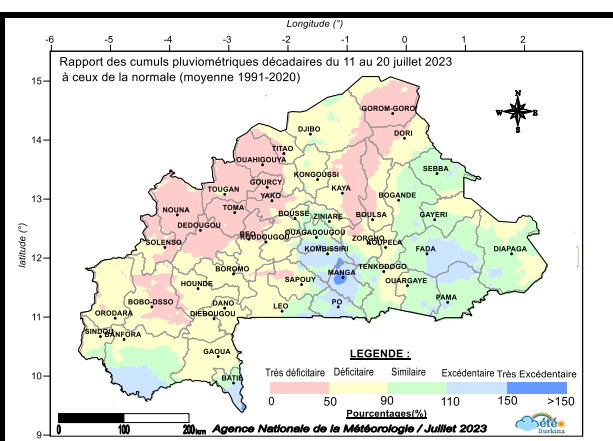 Longitude (°)
-6 -5 -4 -3 -2 -1 0 1 2
Rapport des cumuls pluviométriques décadaires du 11 au 20 juillet 2023
à ceux de la normale (moyenne 1991-2020)
latitude (°)
15
14
13
12
11
10
9
N
W E
S
GOROM-GORO
DJIBO
DORI
TITAO
OUAHIGOUYA
SEBBA
KONGOUSSI
GOURCY
TOUGAN
KAYA
YAKO
BOGANDE
NOUNA
TOMA
BOUSSE
ZINIARE
BOULSA
GAYERI
DEDOUGOU
OUAGADOUGOU
KOUDOUGOU
ZORGHO
SOLENSO
KOMBISSIRI
KOUPELA
FADA
DIAPAGA
BOROMO
MANGA
TENKODOGO
HOUNDE
SAPOUY
OUARGAYE
BOBO-DSSO
DANO
LEO
PO
PAMA
ORODARA
DIEBOUGOU
SINDOU
BANFORA
GAOUA
BATIE
LEGENDE :
Très déficitaire Déficitaire Similaire Excédentaire Très Excédentaire
0 50 90 110 150 >150
Pourcentages(%)
0 100 200 km
Agence Nationale de la Météorologie / Juillet 2023
Météo
Burkina